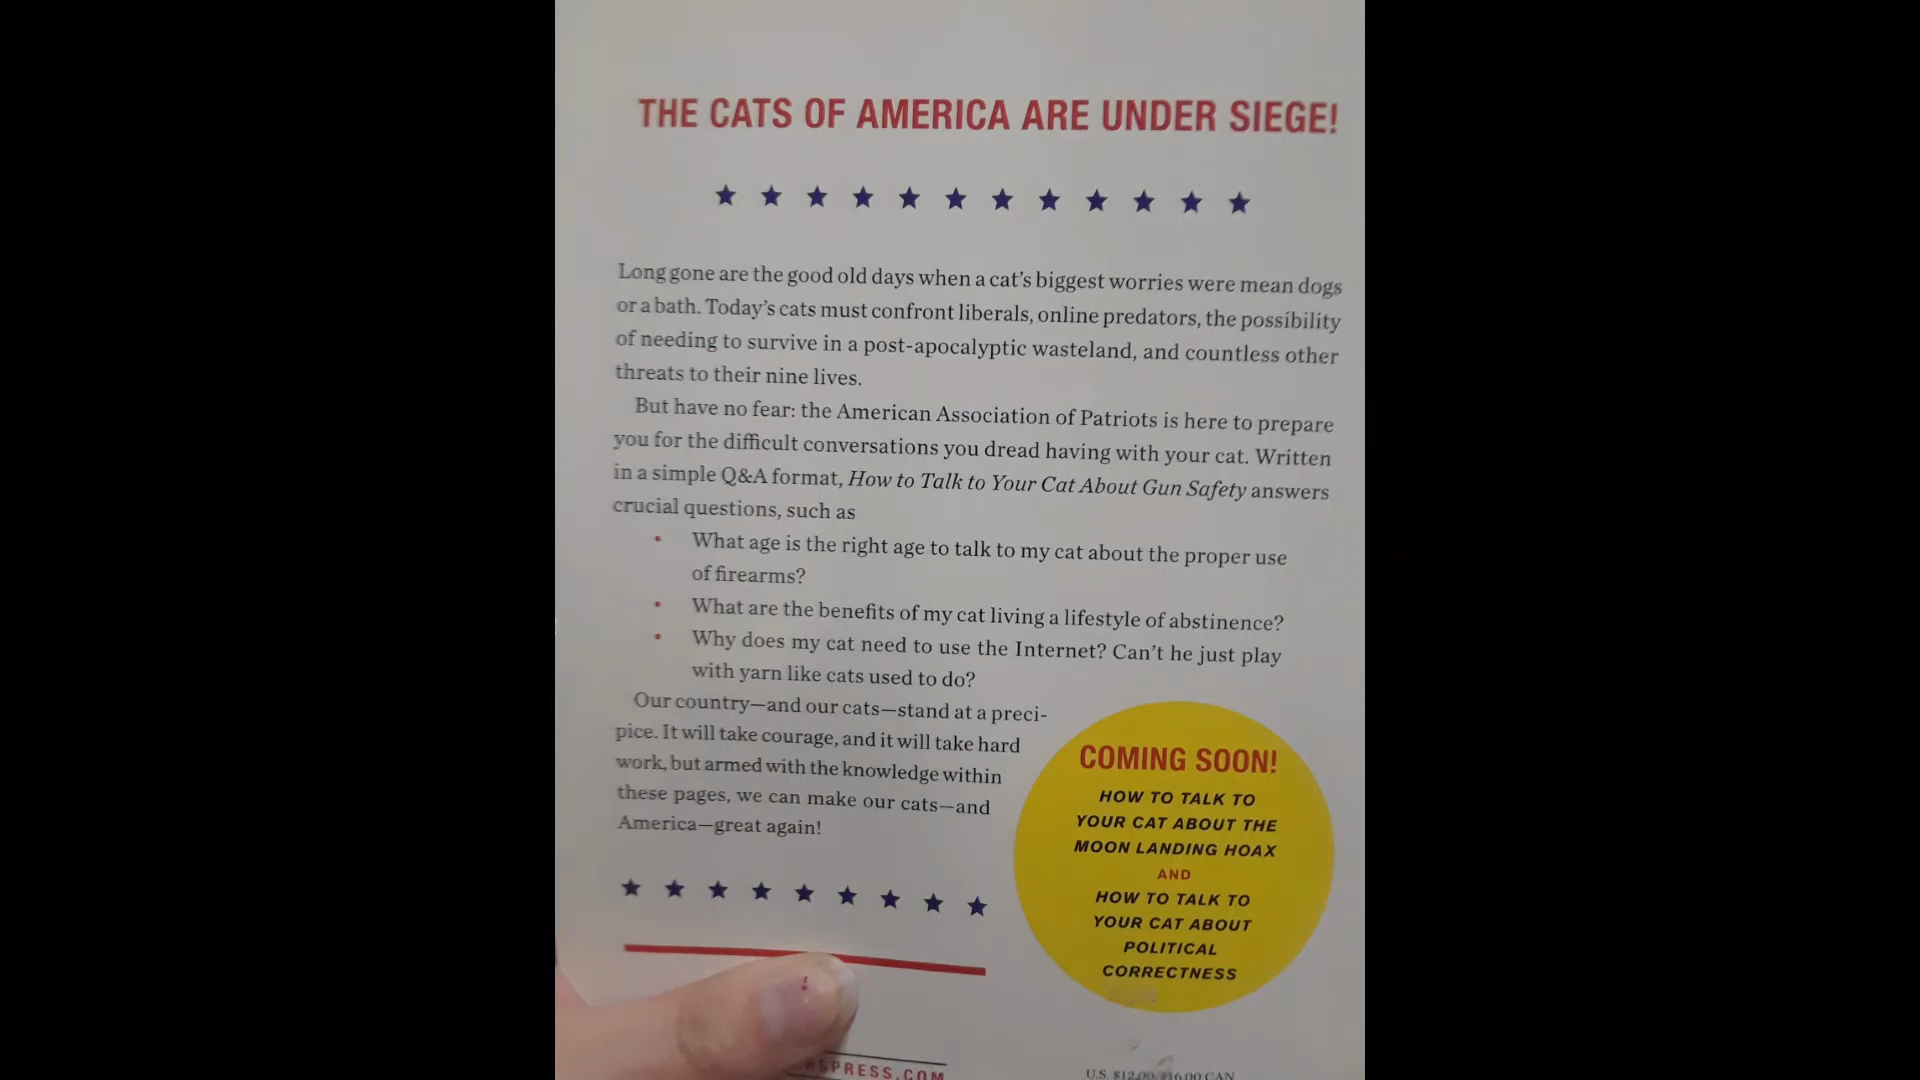 THE CATS OF AMERICA ARE UNDER SIEGE!
Long gone are the good old days when a cat's biggest worries were mean dogs
or a bath. Today's cats must confront liberals, online predators, the possibility
of needing to survive in a post-apocalyptic wasteland, and countless other
threats to their nine lives.
But have no fear: the American Association of Patriots is here to prepare
you for the difficult conversations you dread having with your cat. Written
in a simple Q&A format, How to Talk to Your Cat About Gun Safety answers
crucial questions, such as
• What age is the right age to talk to my cat about the proper use
of firearms?
• What are the benefits of my cat living a lifestyle of abstinence?
• Why does my cat need to use the Internet? Can't he just play
with yarn like cats used to do?
Our country—and our cats—stand at a preci-
pice. It will take courage, and it will take hard
work, but armed with the knowledge within
these pages, we can make our cats—and
America—great again!
COMING SOON!
HOW TO TALK TO
YOUR CAT ABOUT THE
MOON LANDING HOAX
AND
HOW TO TALK TO
YOUR CAT ABOUT
POLITICAL
CORRECTNESS
SPRESS.COM
U.S. $12.00/$16.00 CAN